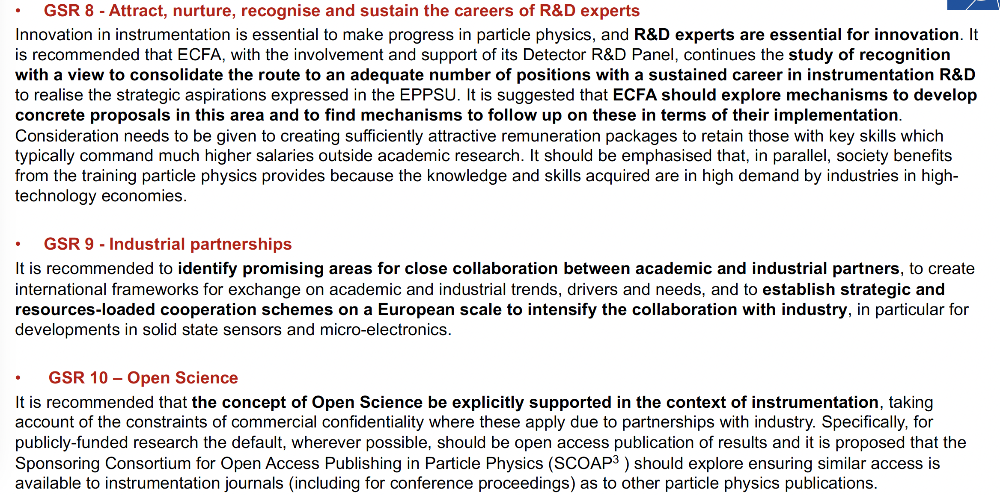 • GSR 8 - Attract, nurture, recognise and sustain the careers of R&D experts
Innovation in instrumentation is essential to make progress in particle physics, and R&D experts are essential for innovation. It
is recommended that ECFA, with the involvement and support of its Detector R&D Panel, continues the study of recognition
with a view to consolidate the route to an adequate number of positions with a sustained career in instrumentation R&D
to realise the strategic aspirations expressed in the EPPSU. It is suggested that ECFA should explore mechanisms to develop
concrete proposals in this area and to find mechanisms to follow up on these in terms of their implementation.
Consideration needs to be given to creating sufficiently attractive remuneration packages to retain those with key skills which
typically command much higher salaries outside academic research. It should be emphasised that, in parallel, society benefits
from the training particle physics provides because the knowledge and skills acquired are in high demand by industries in high-
technology economies.
• GSR 9 - Industrial partnerships
It is recommended to identify promising areas for close collaboration between academic and industrial partners, to create
international frameworks for exchange on academic and industrial trends, drivers and needs, and to establish strategic and
resources-loaded cooperation schemes on a European scale to intensify the collaboration with industry, in particular for
developments in solid state sensors and micro-electronics.
• GSR 10 – Open Science
It is recommended that the concept of Open Science be explicitly supported in the context of instrumentation, taking
account of the constraints of commercial confidentiality where these apply due to partnerships with industry. Specifically, for
publicly-funded research the default, wherever possible, should be open access publication of results and it is proposed that the
Sponsoring Consortium for Open Access Publishing in Particle Physics (SCOAP³ ) should explore ensuring similar access is
available to instrumentation journals (including for conference proceedings) as to other particle physics publications.